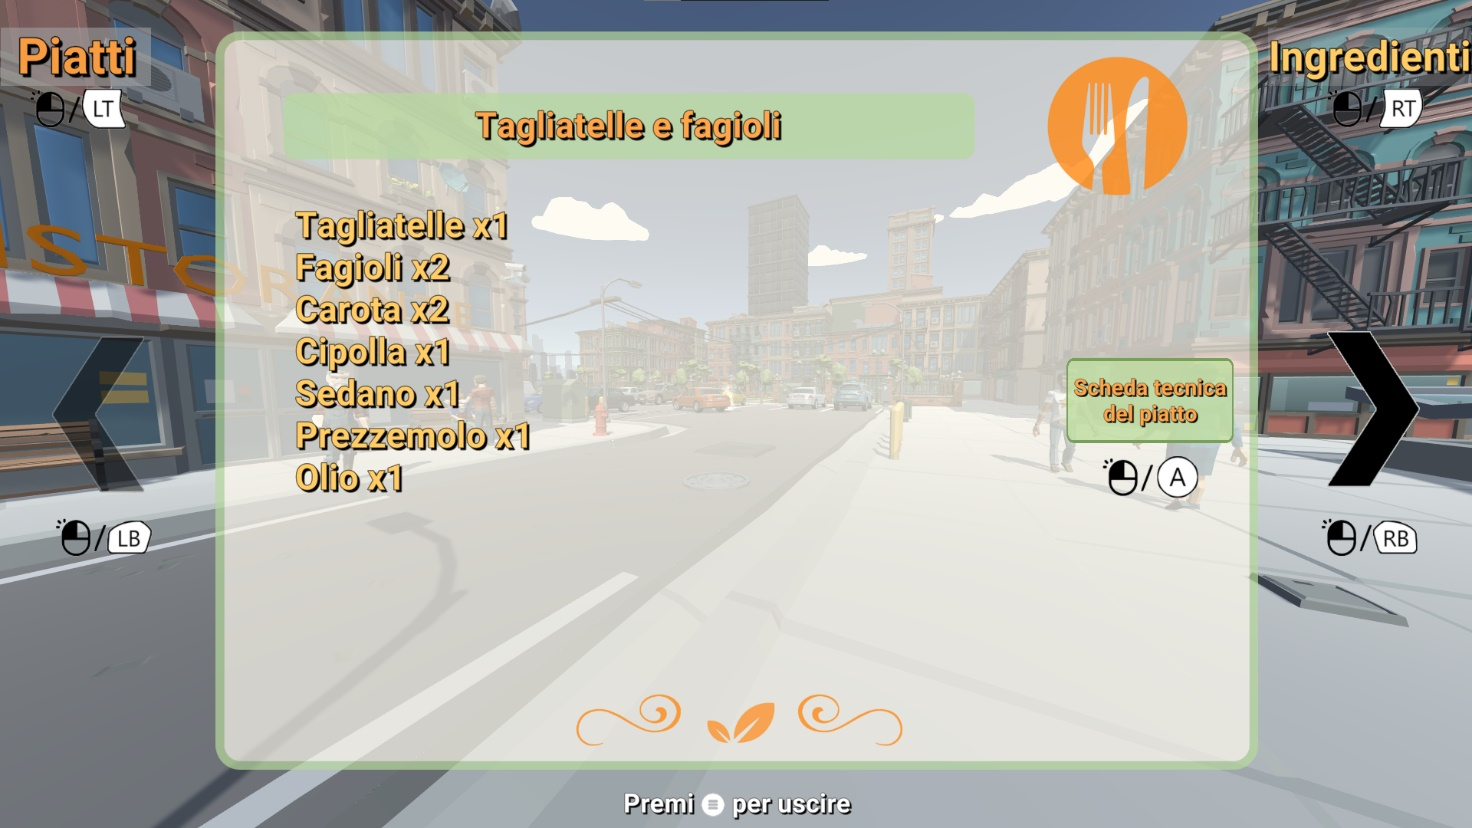 Piatti
/ LT
Ingredienti
/ RT
Tagliatelle e fagioli
Tagliatelle x1
Fagioli x2
Carota x2
Cipolla x1
Sedano x1
Prezzemolo x1
Olio x1
Scheda tecnica
del piatto
/ A
/ LB
/ RB
Premi per uscire